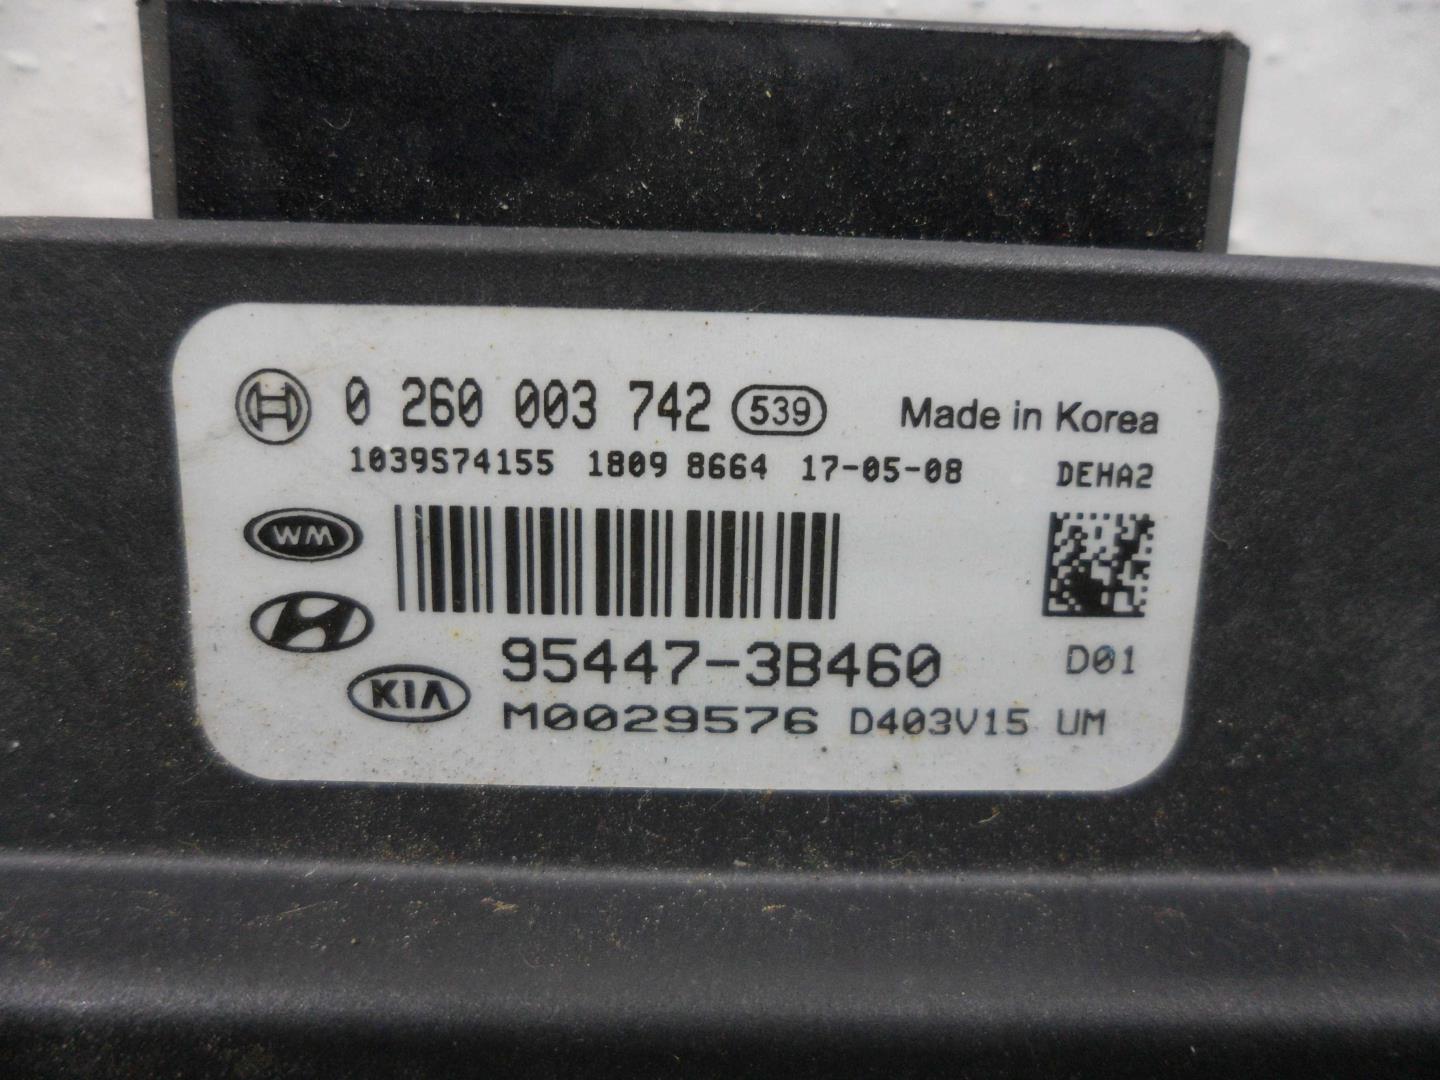 0 260 003 742 539 Made in Korea
1039S74155 1809 8664 17-05-08 DEHA2
WM
95447-3B460 D01
KIA
M0029576 D403V15 UM